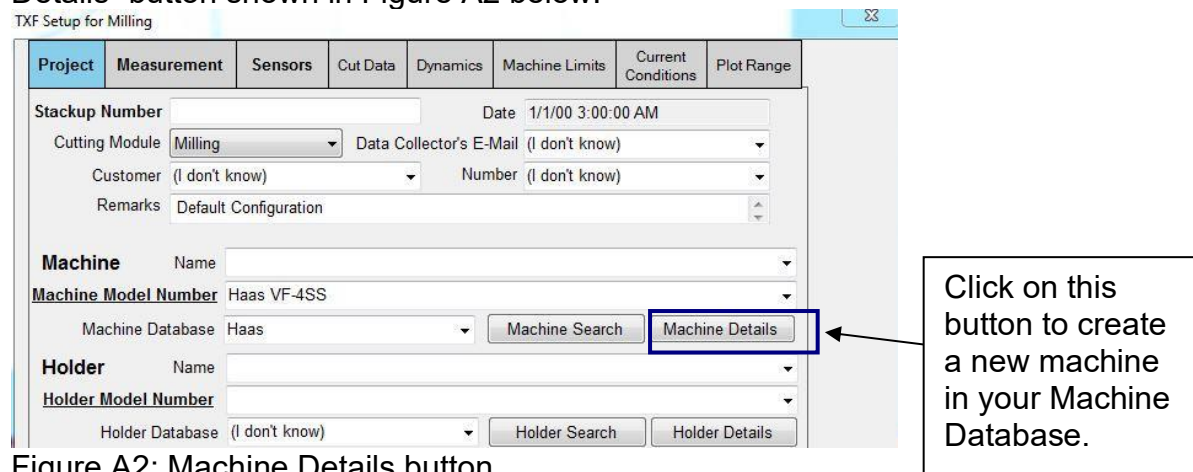 Details" button shown in Figure A2 below.
TXF Setup for Milling
Project Measurement Sensors Cut Data Dynamics Machine Limits Current Conditions Plot Range
Stackup Number Date 1/1/00 3:00:00 AM
Cutting Module Milling Data Collector's E-Mail (I don't know)
Customer (I don't know) Number (I don't know)
Remarks Default Configuration
Machine Name
Machine Model Number Haas VF-4SS
Machine Database Haas Machine Search Machine Details
Holder Name
Holder Model Number
Holder Database (I don't know) Holder Search Holder Details
Click on this
button to create
a new machine
in your Machine
Database.
Figure A2: Machine Details button